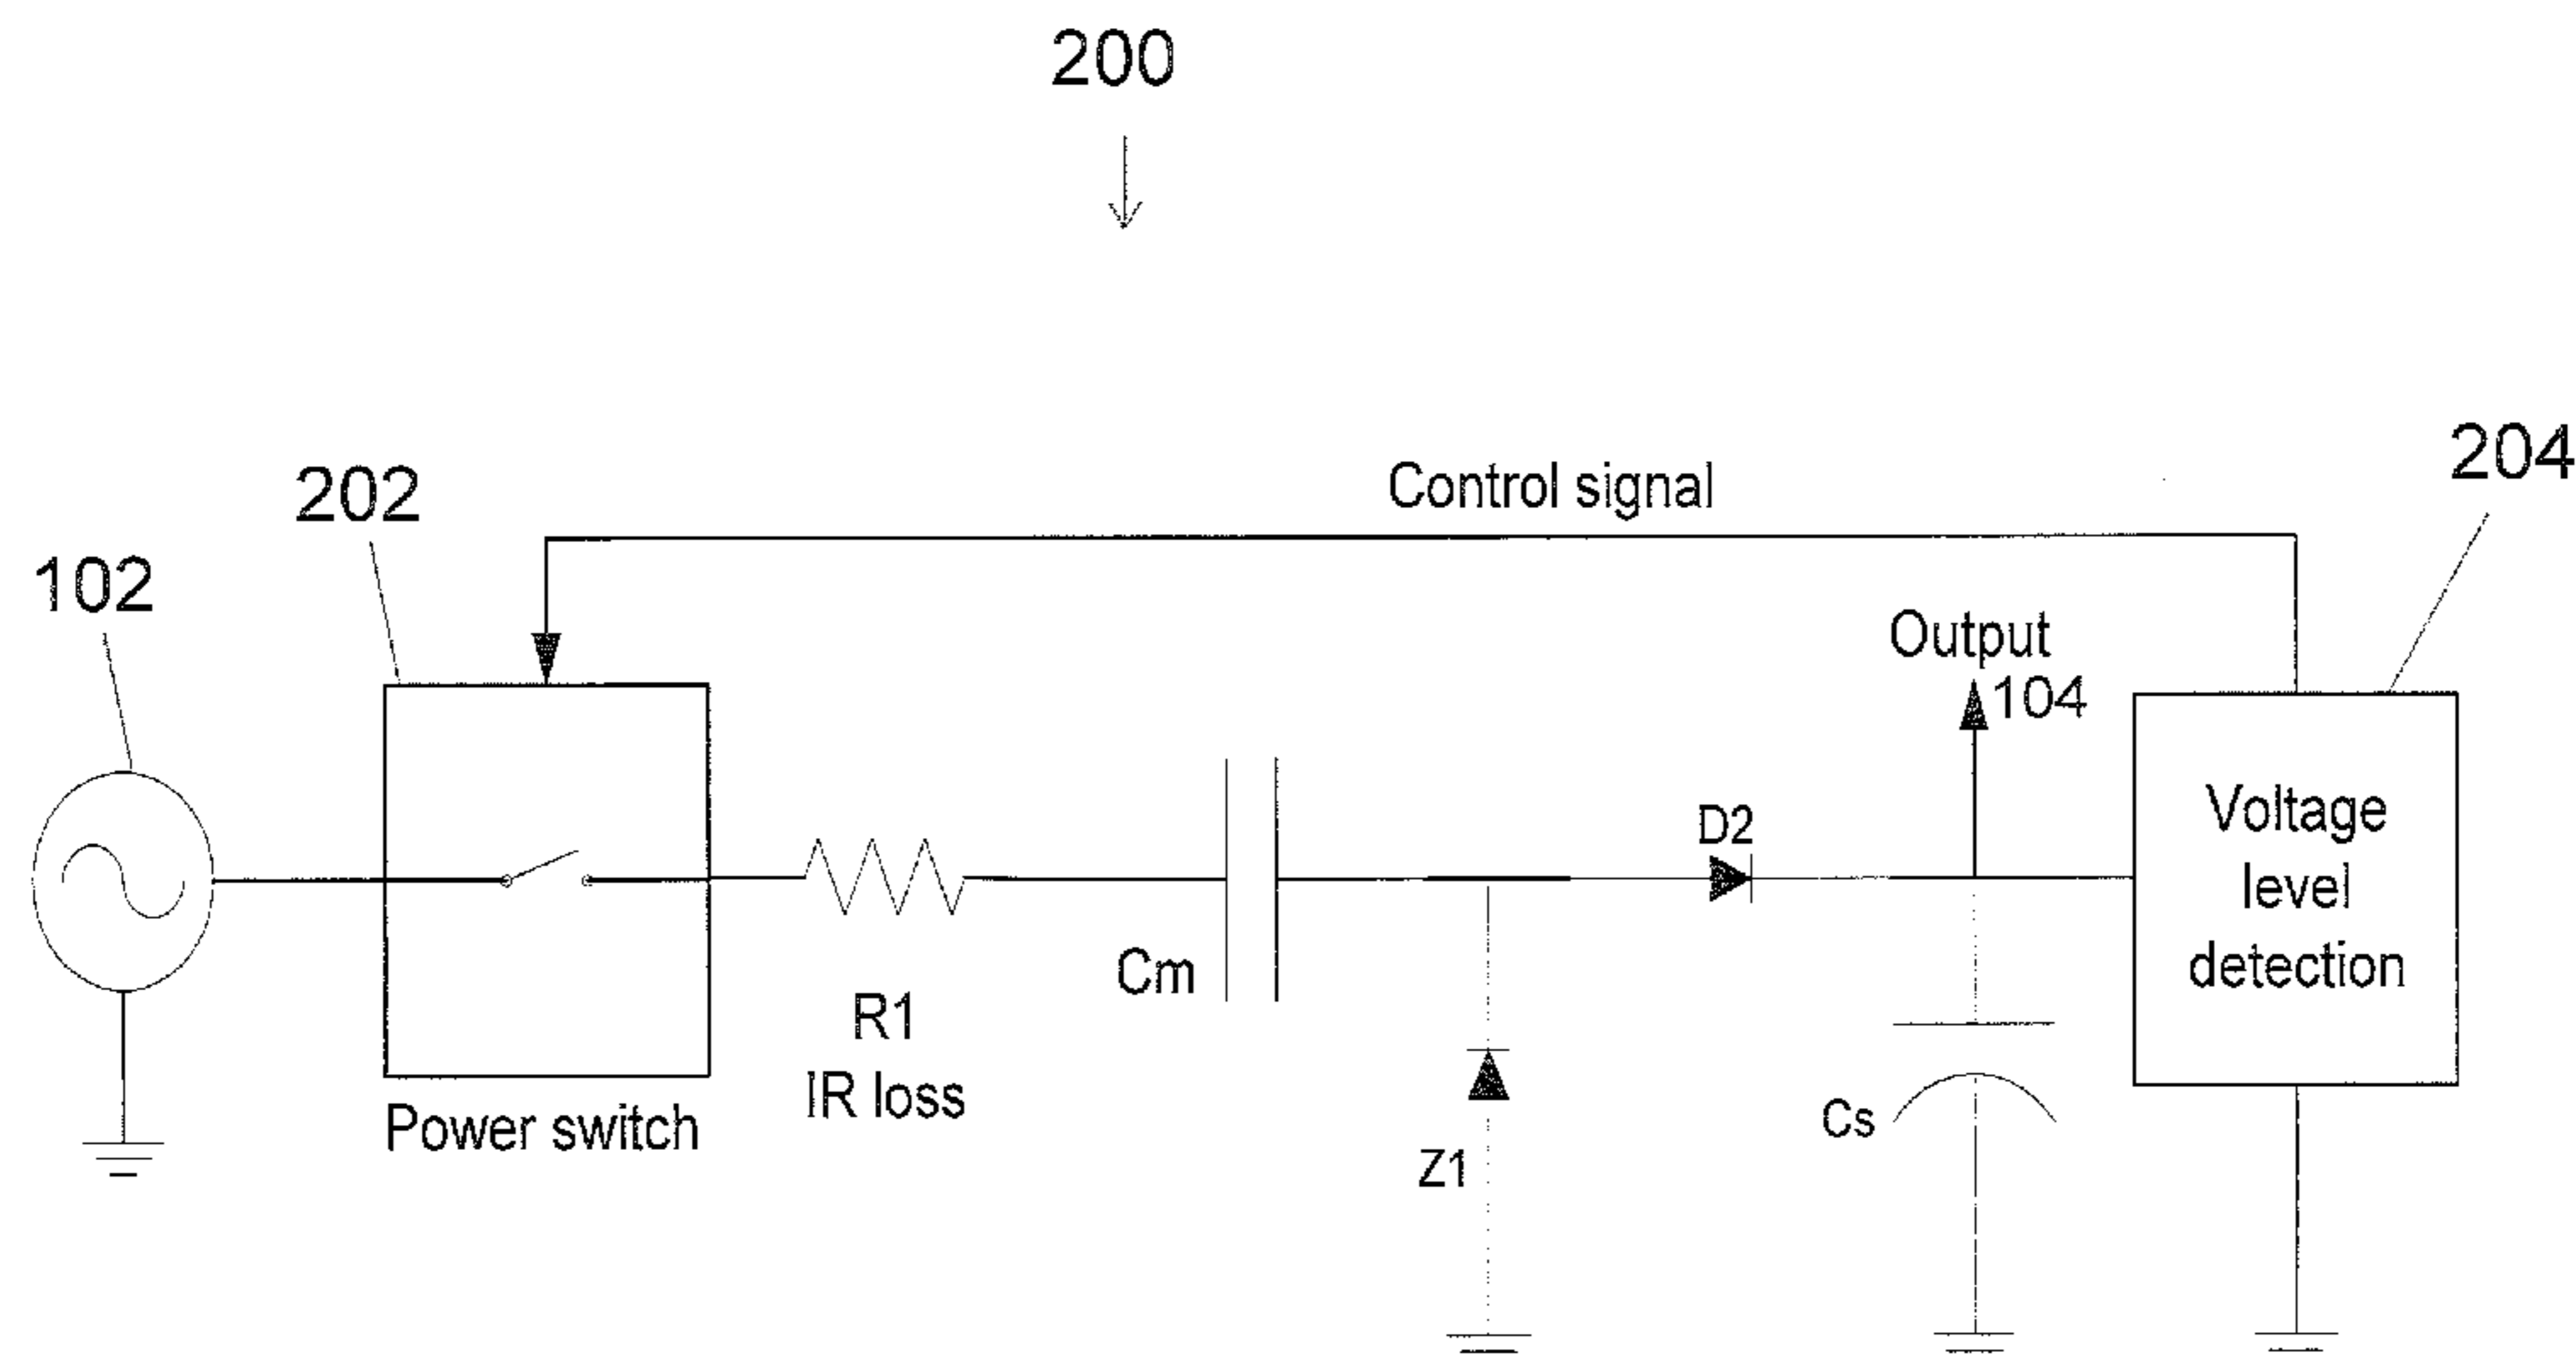 200
Control signal
204
202
102
Output
104
D2
Voltage
level
detection
Cm
R1
IR loss
Power switch
Cs
Z1